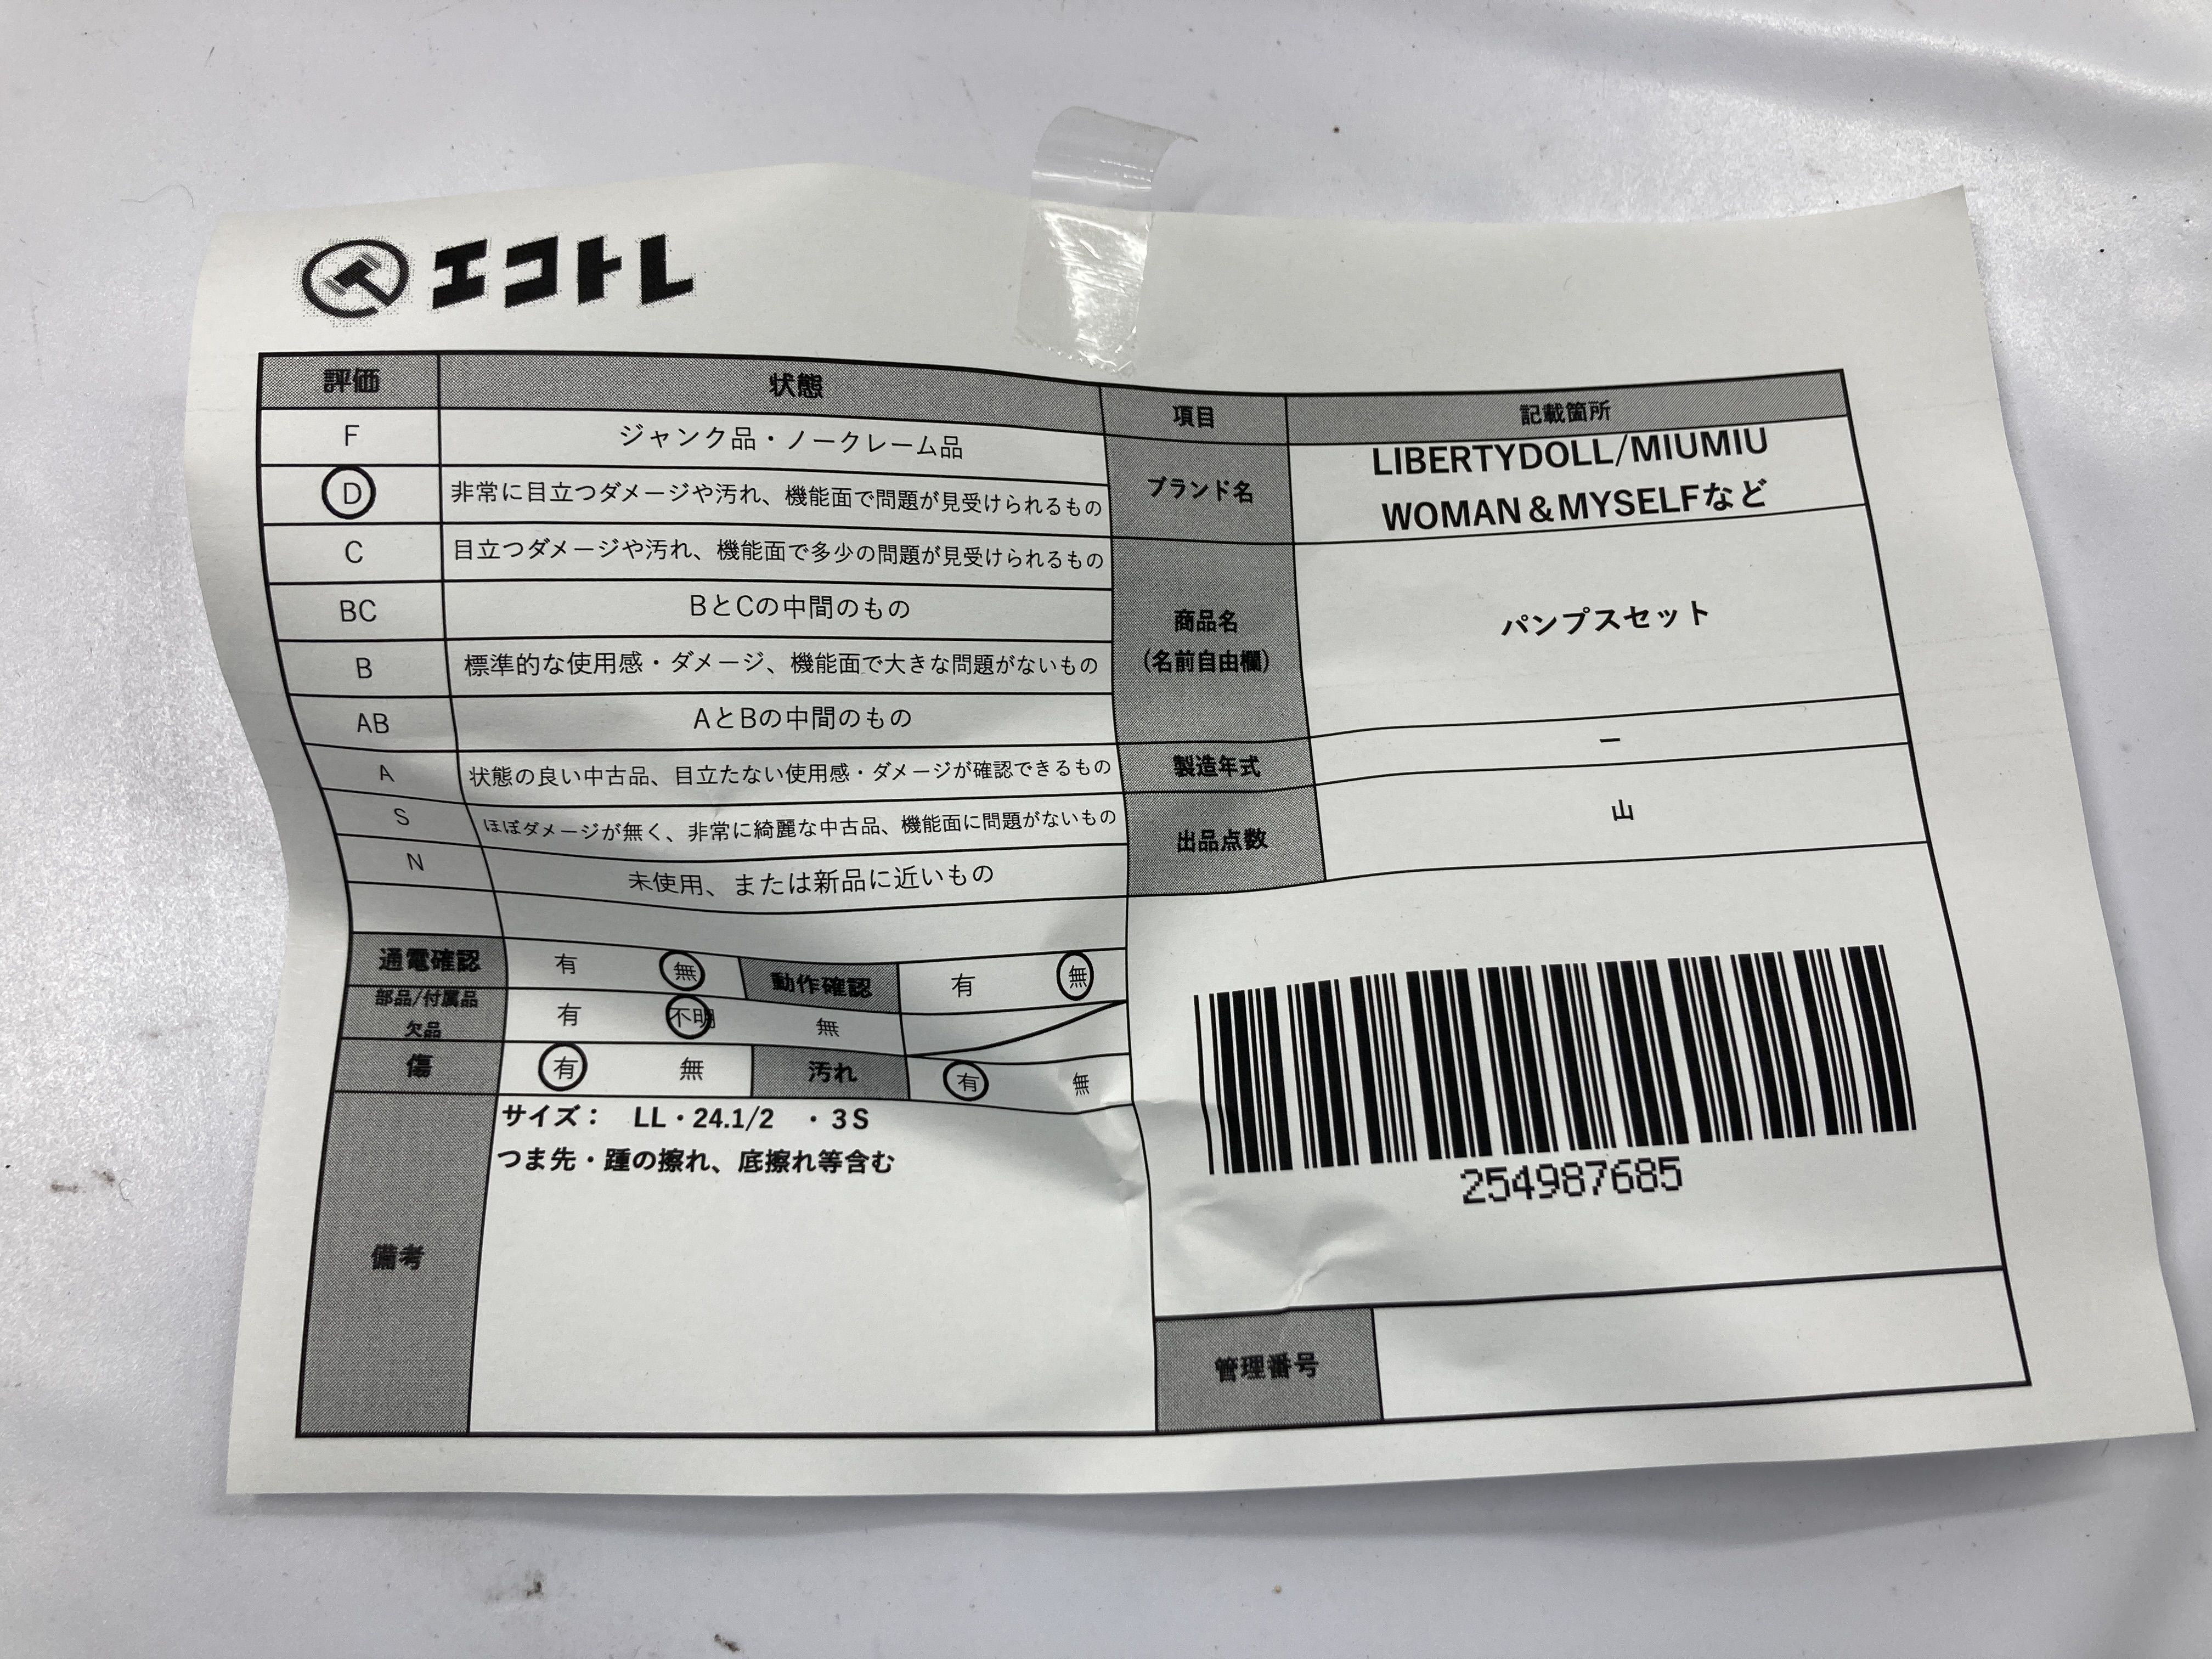 エコトレ
評価 状態
F ジャンク品・ノークレーム品
D 非常に目立つダメージや汚れ、機能面で問題が見受けられるもの
C 目立つダメージや汚れ、機能面で多少の問題が見受けられるもの
BC BとCの中間のもの
B 標準的な使用感・ダメージ、機能面で大きな問題がないもの
AB AとBの中間のもの
A 状態の良い中古品、目立たない使用感・ダメージが確認できるもの
S ほぼダメージが無く、非常に綺麗な中古品、機能面に問題がないもの
N 未使用、または新品に近いもの
通電確認 有 無 動作確認 有 無
部品/付属品
欠品 有 不明 無
傷 有 無 汚れ 有 無
備考
サイズ： LL・24.1/2 ・3S
つま先・踵の擦れ、底擦れ等含む
項目 記載箇所
ブランド名
LIBERTYDOLL/MIUMIU
WOMAN＆MYSELFなど
商品名
(名前自由欄)
パンプスセット
製造年式 ー
出品点数 山
254987685
管理番号